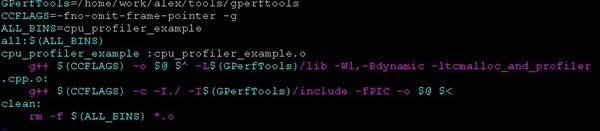 GPerfTools=/home/work/alex/tools/gperftools
CCFLAGS=-fno-omit-frame-pointer -g
ALL_BINS=cpu_profiler_example
all:$(ALL_BINS)
cpu_profiler_example :cpu_profiler_example.o
g++ $(CCFLAGS) -o $@ $^ -L$(GPerfTools)/lib -Wl,-Bdynamic -ltcmalloc_and_profiler
.cpp.o:
g++ $(CCFLAGS) -c -I./ -I$(GPerfTools)/include -fPIC -o $@ $<
clean:
rm -f $(ALL_BINS) *.o